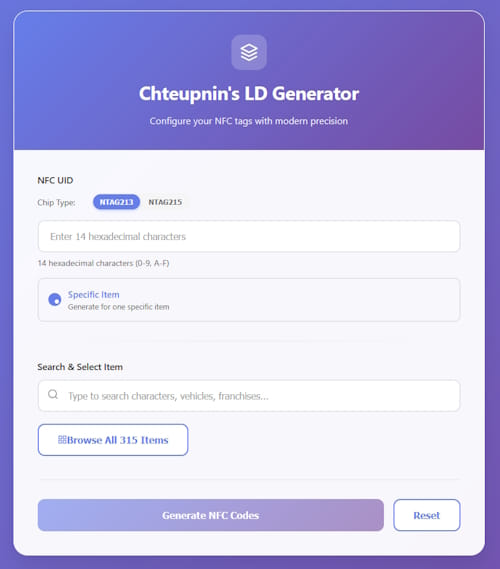 Chteupnin's LD Generator
Configure your NFC tags with modern precision
NFC UID
Chip Type: NTAG213 NTAG215
Enter 14 hexadecimal characters
14 hexadecimal characters (0-9, A-F)
Specific Item
Generate for one specific item
Search & Select Item
Type to search characters, vehicles, franchises...
Browse All 315 Items
Generate NFC Codes Reset